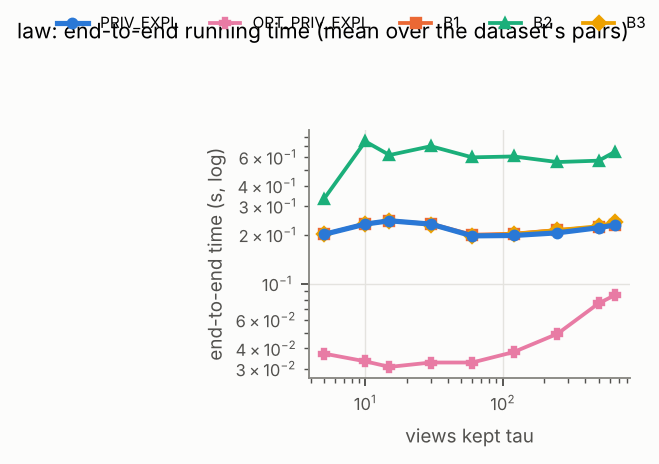 PRIV_EXPL OPT_PRIV_EXPL B1 B2 B3
law: end-to-end running time (mean over the dataset's pairs)
6 × 10⁻¹
4 × 10⁻¹
3 × 10⁻¹
2 × 10⁻¹
10⁻¹
6 × 10⁻²
4 × 10⁻²
3 × 10⁻²
end-to-end time (s, log)
10¹ 10²
views kept tau